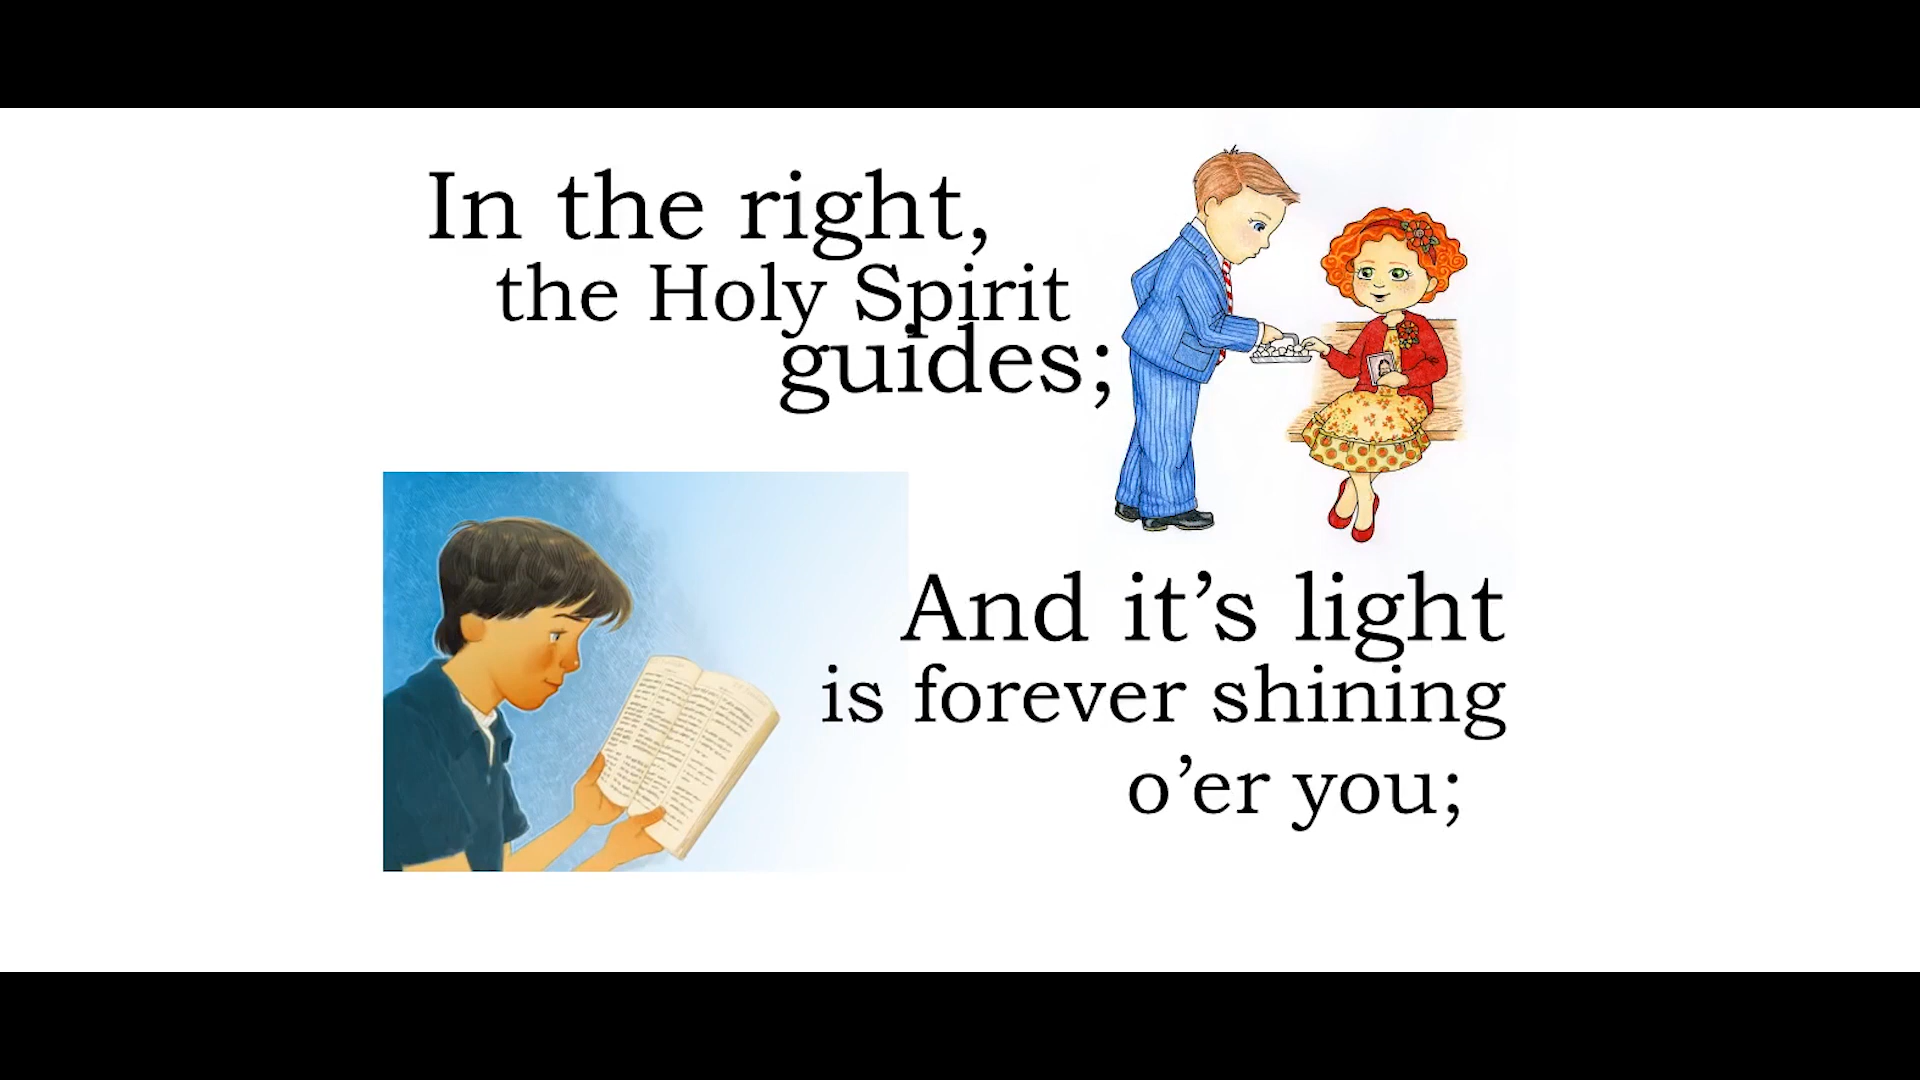 In the right,
the Holy Spirit
guides;
And it’s light
is forever shining
o’er you;